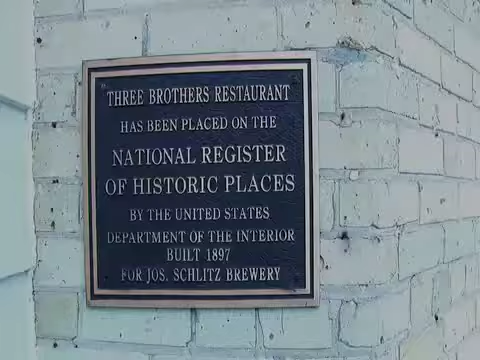 THREE BROTHERS RESTAURANT
HAS BEEN PLACED ON THE
NATIONAL REGISTER
OF HISTORIC PLACES
BY THE UNITED STATES
DEPARTMENT OF THE INTERIOR
BUILT 1897
FOR JOS. SCHLITZ BREWERY